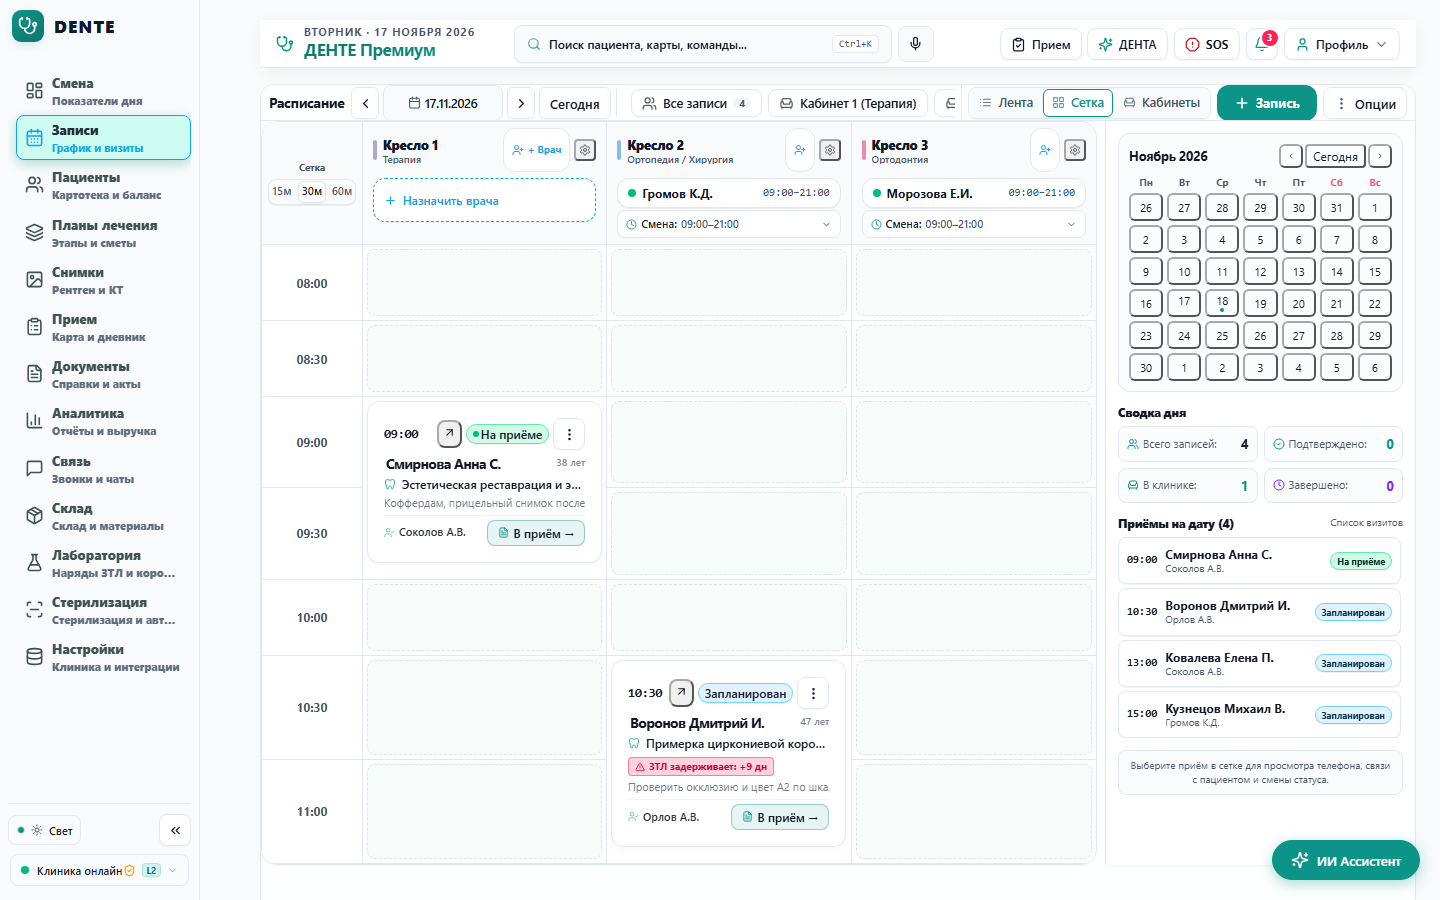 DENTE
Смена
Показатели дня
Записи
График и визиты
Пациенты
Картотека и баланс
Планы лечения
Этапы и сметы
Снимки
Рентген и КТ
Прием
Карта и дневник
Документы
Справки и акты
Аналитика
Отчёты и выручка
Связь
Звонки и чаты
Склад
Склад и материалы
Лаборатория
Наряды ЗТЛ и коро...
Стерилизация
Стерилизация и авт...
Настройки
Клиника и интеграции
Свет
Клиника онлайн L2
ВТОРНИК · 17 НОЯБРЯ 2026
ДЕНТЕ Премиум
Поиск пациента, карты, команды... Ctrl+K
Прием
ДЕНТА
SOS
3
Профиль
Расписание
17.11.2026
Сегодня
Все записи 4
Кабинет 1 (Терапия)
Лента
Сетка
Кабинеты
Запись
Опции
Сетка
15м 30м 60м
Кресло 1
Терапия
+ Врач
Назначить врача
Кресло 2
Ортопедия / Хирургия
Громов К.Д. 09:00–21:00
Смена: 09:00–21:00
Кресло 3
Ортодонтия
Морозова Е.И. 09:00–21:00
Смена: 09:00–21:00
08:00
08:30
09:00
09:30
10:00
10:30
11:00
09:00 На приёме
Смирнова Анна С. 38 лет
Эстетическая реставрация и э...
Коффердам, прицельный снимок после
Соколов А.В. В приём →
10:30 Запланирован
Воронов Дмитрий И. 47 лет
Примерка циркониевой коро...
ЗТЛ задерживает: +9 дн
Проверить окклюзию и цвет A2 по шка
Орлов А.В. В приём →
Ноябрь 2026 ‹ Сегодня ›
Пн Вт Ср Чт Пт Сб Вс
26 27 28 29 30 31 1
2 3 4 5 6 7 8
9 10 11 12 13 14 15
16 17 18 19 20 21 22
23 24 25 26 27 28 29
30 1 2 3 4 5 6
Сводка дня
Всего записей: 4
Подтверждено: 0
В клинике: 1
Завершено: 0
Приёмы на дату (4) Список визитов
09:00 Смирнова Анна С. На приёме
Соколов А.В.
10:30 Воронов Дмитрий И. Запланирован
Орлов А.В.
13:00 Ковалева Елена П. Запланирован
Соколов А.В.
15:00 Кузнецов Михаил В. Запланирован
Громов К.Д.
Выберите приём в сетке для просмотра телефона, связи
с пациентом и смены статуса.
ИИ Ассистент